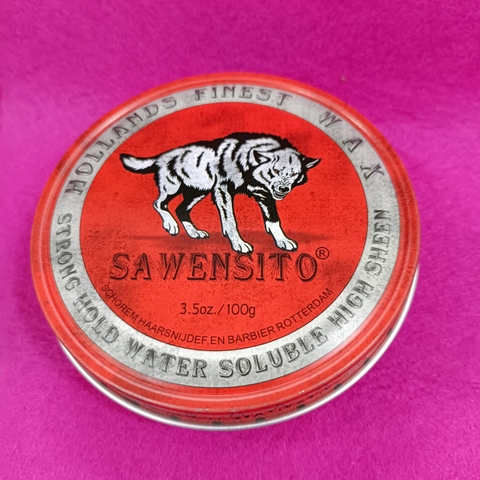 HOLLANDS FINEST WAX
SAWENSITO®
3.5oz./100g
SCHOREM.HAARSNIJDEF,EN BARBIER.ROTTERDAM
STRONG HOLD WATER SOLUBLE HIGH SHEEN